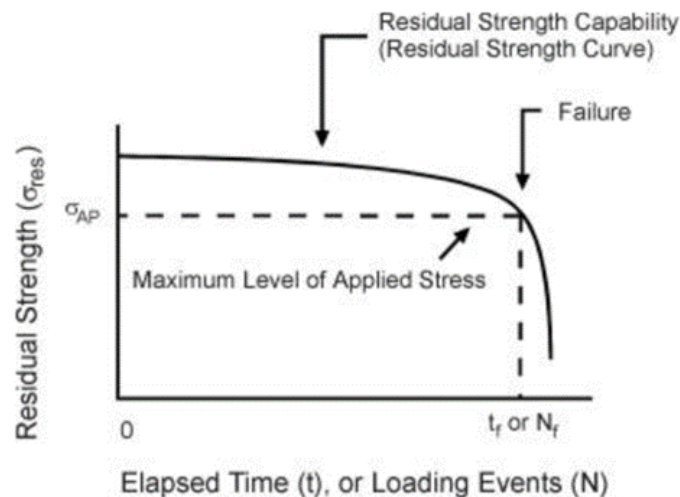 Residual Strength Capability
(Residual Strength Curve)
Failure
Residual Strength (σres)
σAP
Maximum Level of Applied Stress
0
tf or Nf
Elapsed Time (t), or Loading Events (N)